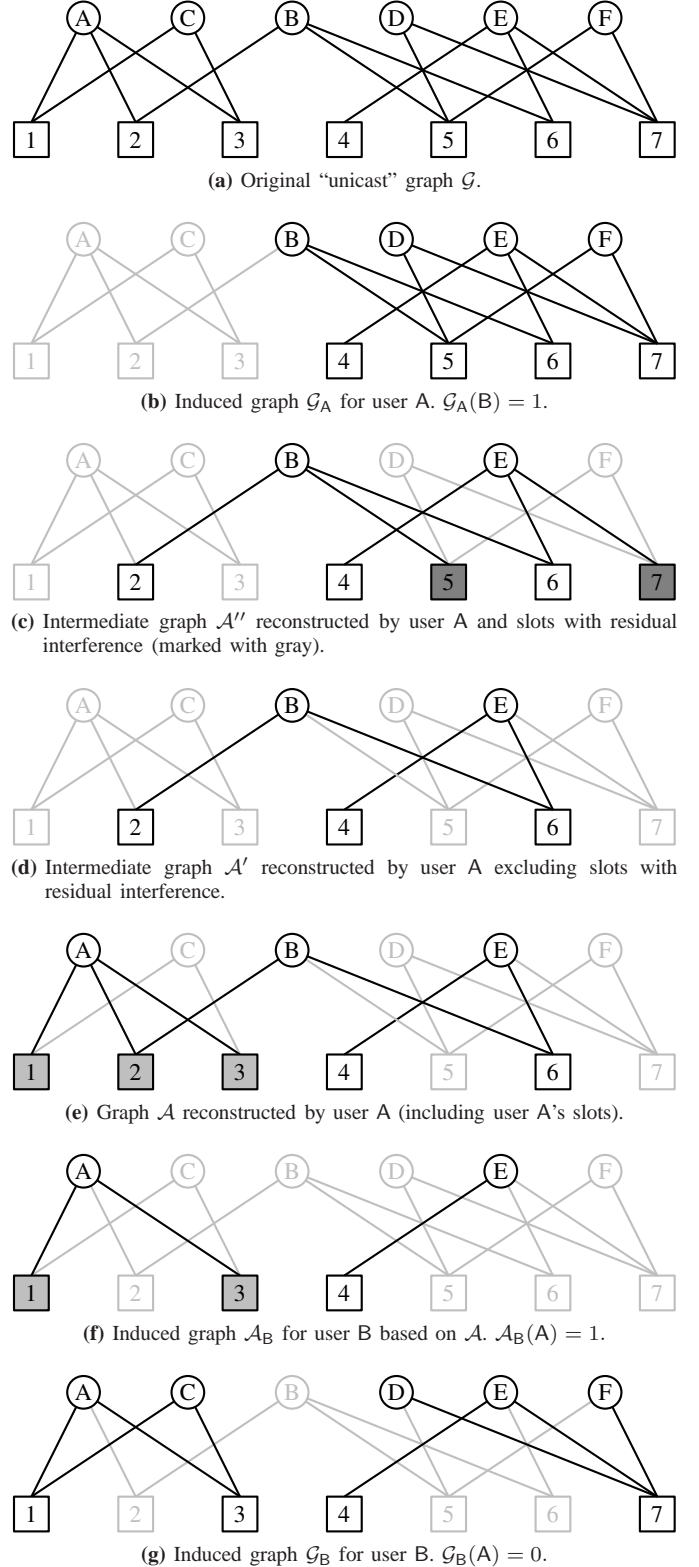 A C B D E F
1 2 3 4 5 6 7
(a) Original “unicast” graph 𝒢.
A C B D E F
1 2 3 4 5 6 7
(b) Induced graph 𝒢_A for user A. 𝒢_A(B) = 1.
A C B D E F
1 2 3 4 5 6 7
(c) Intermediate graph 𝒜″ reconstructed by user A and slots with residual
interference (marked with gray).
A C B D E F
1 2 3 4 5 6 7
(d) Intermediate graph 𝒜′ reconstructed by user A excluding slots with
residual interference.
A C B D E F
1 2 3 4 5 6 7
(e) Graph 𝒜 reconstructed by user A (including user A’s slots).
A C B D E F
1 2 3 4 5 6 7
(f) Induced graph 𝒜_B for user B based on 𝒜. 𝒜_B(A) = 1.
A C B D E F
1 2 3 4 5 6 7
(g) Induced graph 𝒢_B for user B. 𝒢_B(A) = 0.